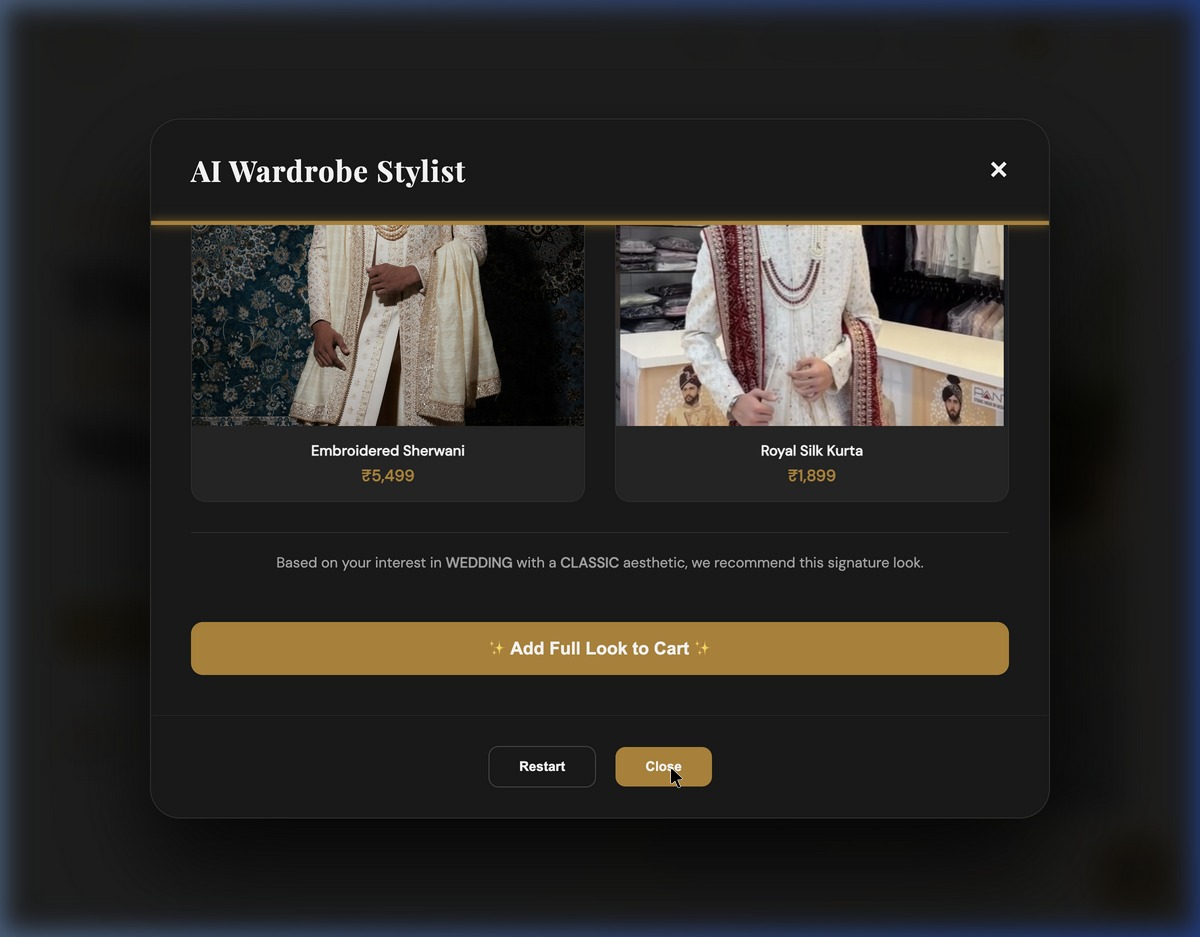 AI Wardrobe Stylist ×
Embroidered Sherwani
₹5,499
Royal Silk Kurta
₹1,899
Based on your interest in WEDDING with a CLASSIC aesthetic, we recommend this signature look.
✨ Add Full Look to Cart ✨
Restart
Close